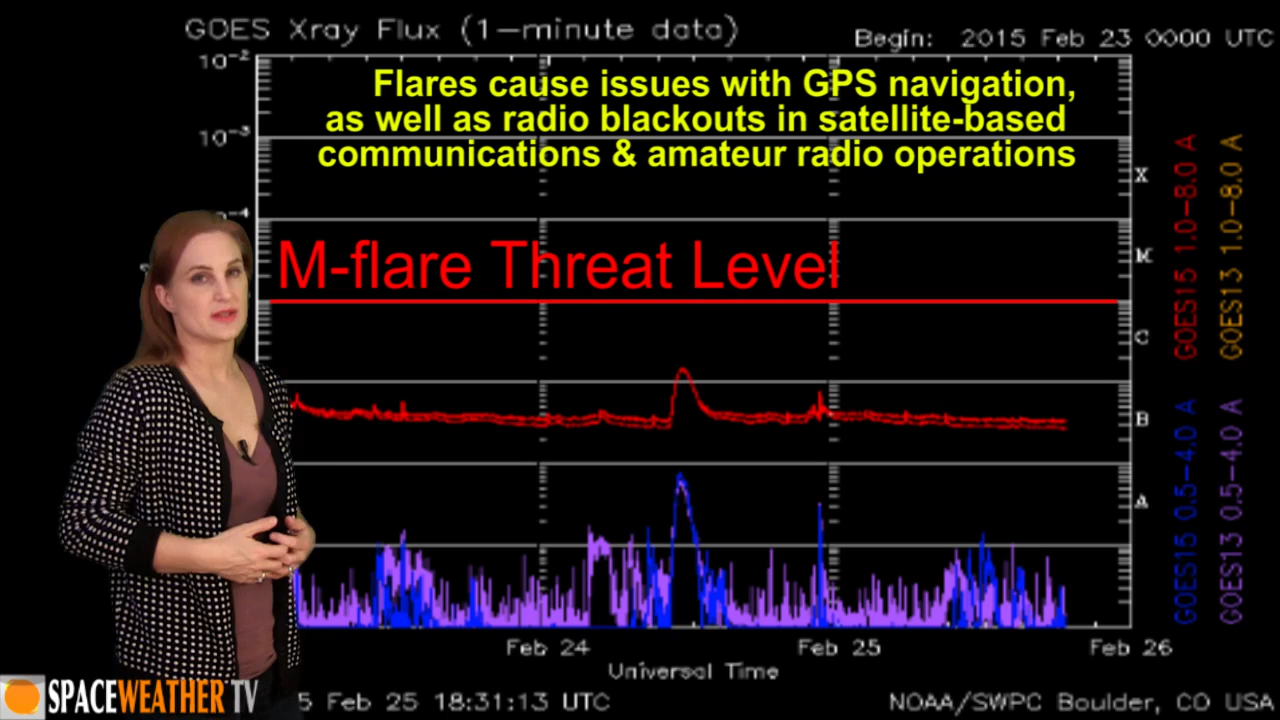 GOES Xray Flux (1-minute data)
Begin: 2015 Feb 23 0000 UTC
10-2
Flares cause issues with GPS navigation,
as well as radio blackouts in satellite-based
communications & amateur radio operations
10-3
X
-4
M-flare Threat Level
M
C
B
A
GOES15 1.0-8.0 A
GOES13 1.0-8.0 A
GOES15 0.5-4.0 A
GOES13 0.5-4.0 A
Feb 24
Feb 25
Feb 26
Universal Time
SPACEWEATHER TV
5 Feb 25 18:31:13 UTC
NOAA/SWPC Boulder, CO USA